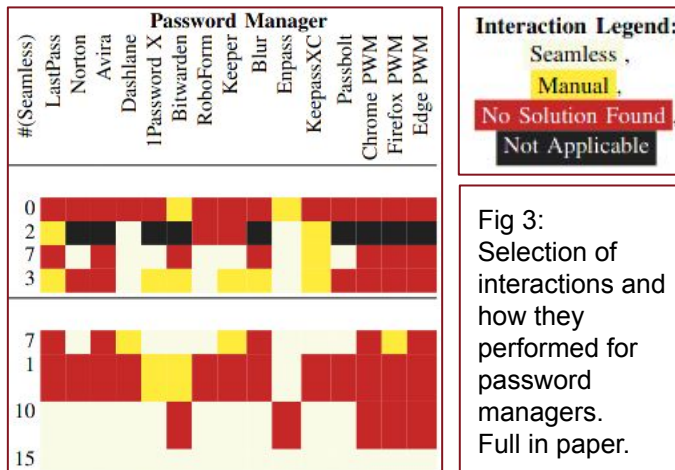 Password Manager
#(Seamless)
LastPass
Norton
Avira
Dashlane
1Password X
Bitwarden
RoboForm
Keeper
Blur
Enpass
KeepassXC
Passbolt
Chrome PWM
Firefox PWM
Edge PWM
0
2
7
3
7
1
10
15
Interaction Legend:
Seamless ,
Manual ,
No Solution Found ,
Not Applicable
Fig 3:
Selection of
interactions and
how they
performed for
password
managers.
Full in paper.